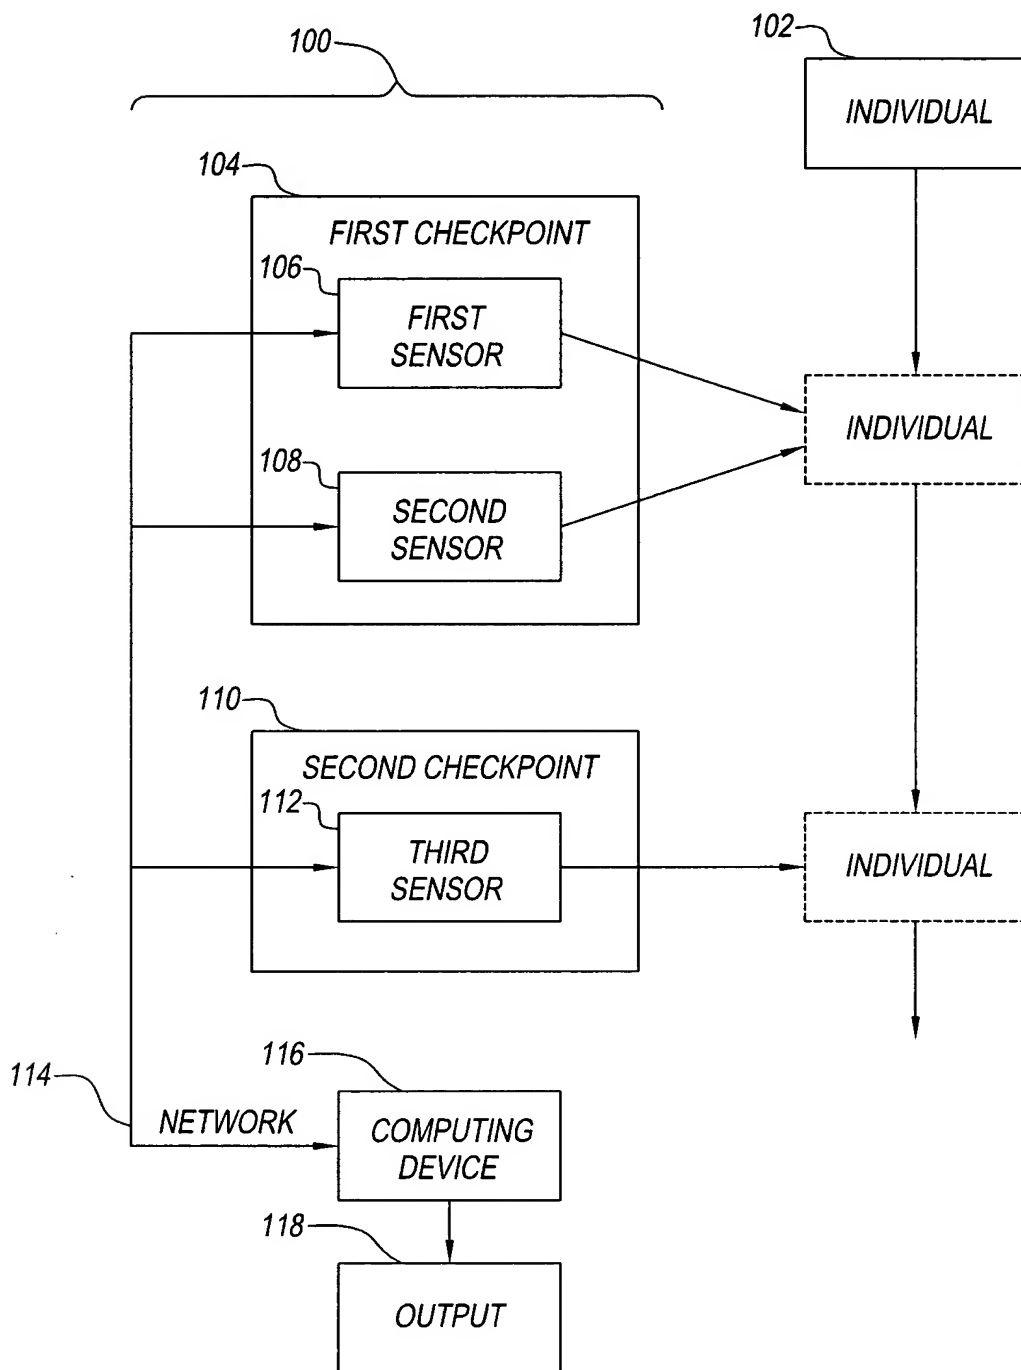 100
102
INDIVIDUAL
104
FIRST CHECKPOINT
106
FIRST
SENSOR
INDIVIDUAL
108
SECOND
SENSOR
110
SECOND CHECKPOINT
112
THIRD
SENSOR
INDIVIDUAL
114
NETWORK
116
COMPUTING
DEVICE
118
OUTPUT